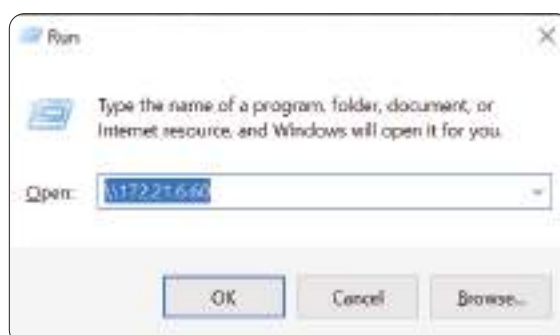 Run
Type the name of a program, folder, document, or
Internet resource, and Windows will open it for you.
Open: \\172.21.6.60
OK Cancel Browse...